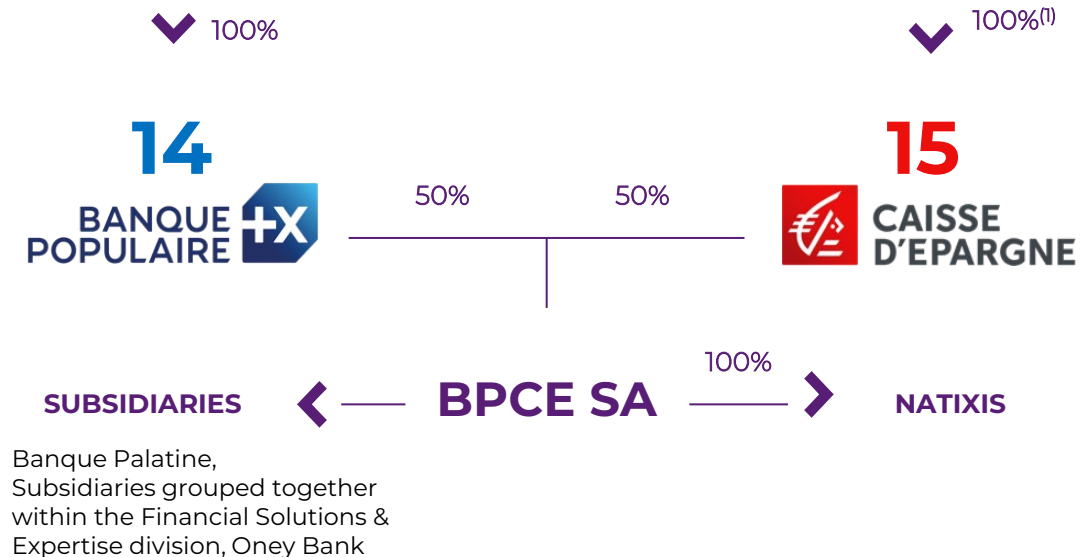 100%
100%(1)
14
15
BANQUE
POPULAIRE
+X
50%
50%
CAISSE
D'EPARGNE
100%
SUBSIDIARIES
BPCE SA
NATIXIS
Banque Palatine,
Subsidiaries grouped together
within the Financial Solutions &
Expertise division, Oney Bank